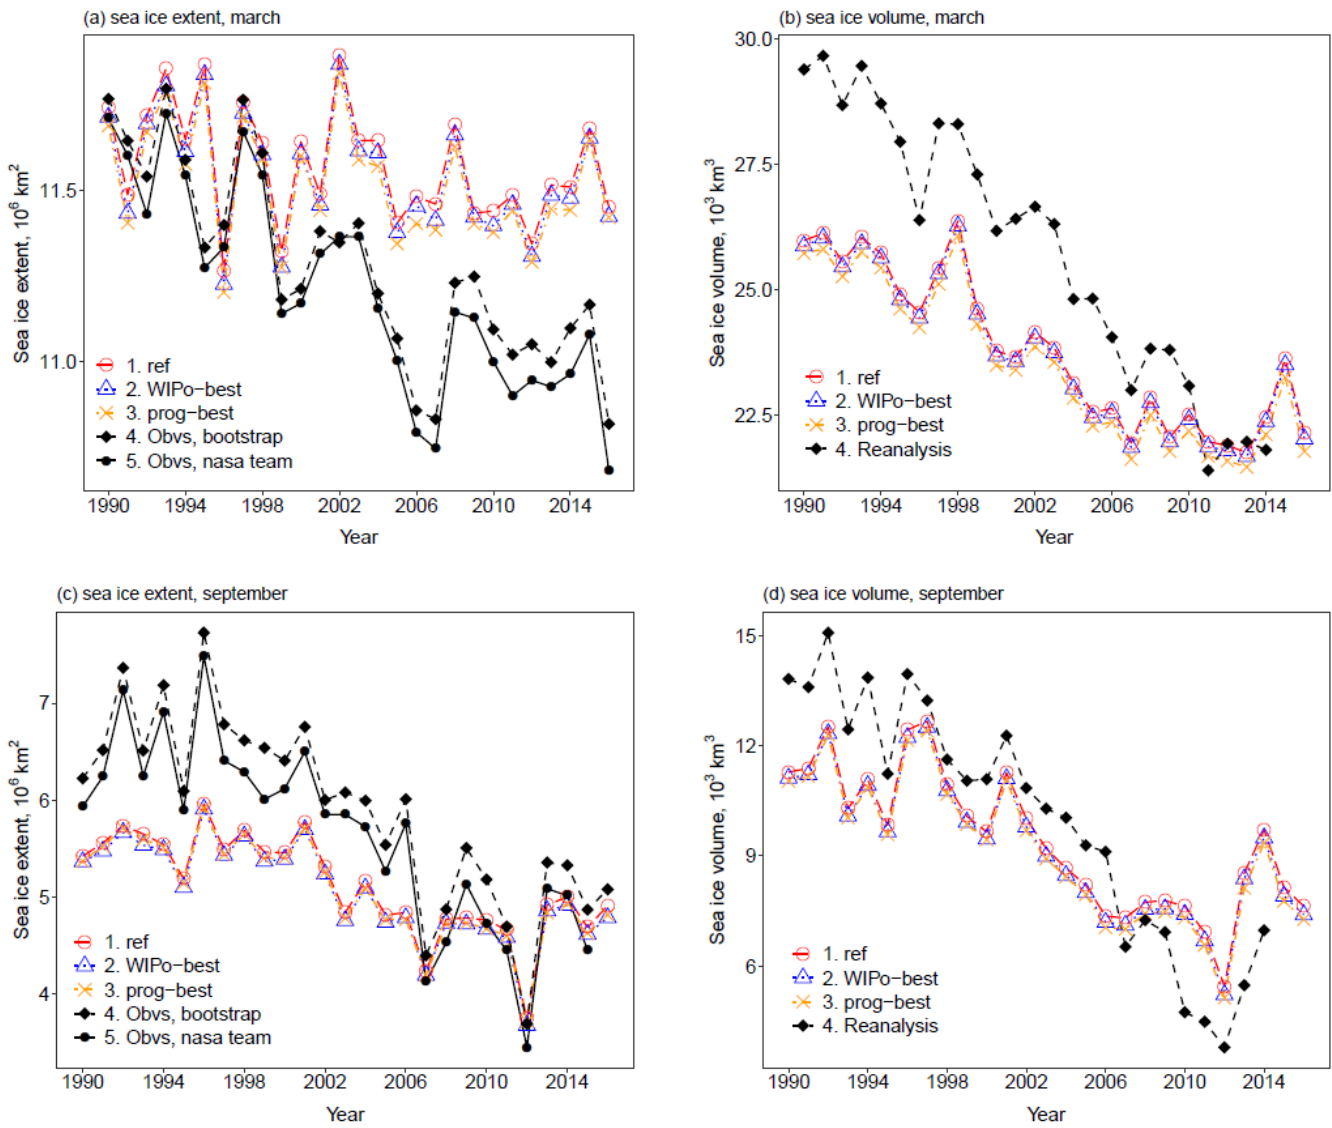 (a) sea ice extent, march
Sea ice extent, 10⁶ km²
11.5
11.0
1. ref
2. WIPo−best
3. prog−best
4. Obvs, bootstrap
5. Obvs, nasa team
1990 1994 1998 2002 2006 2010 2014
Year
(b) sea ice volume, march
Sea ice volume, 10³ km³
30.0
27.5
25.0
22.5
1. ref
2. WIPo−best
3. prog−best
4. Reanalysis
1990 1994 1998 2002 2006 2010 2014
Year
(c) sea ice extent, september
Sea ice extent, 10⁶ km²
7
6
5
4
1. ref
2. WIPo−best
3. prog−best
4. Obvs, bootstrap
5. Obvs, nasa team
1990 1994 1998 2002 2006 2010 2014
Year
(d) sea ice volume, september
Sea ice volume, 10³ km³
15
12
9
6
1. ref
2. WIPo−best
3. prog−best
4. Reanalysis
1990 1994 1998 2002 2006 2010 2014
Year